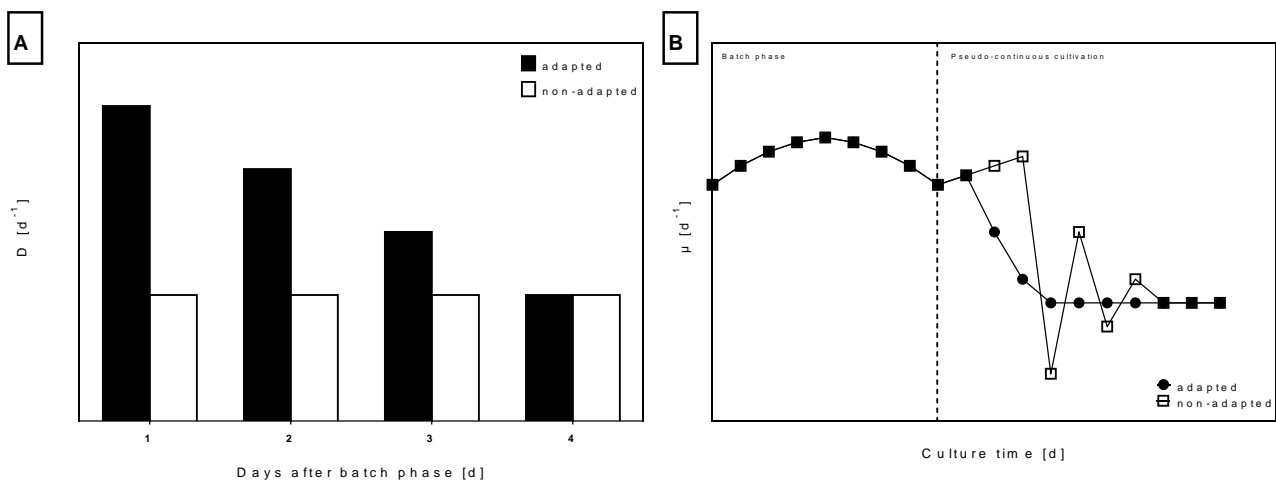 A
adapted
non-adapted
D [d⁻¹]
1 2 3 4
Days after batch phase [d]
B
Batch phase
Pseudo-continuous cultivation
µ [d⁻¹]
adapted
non-adapted
Culture time [d]